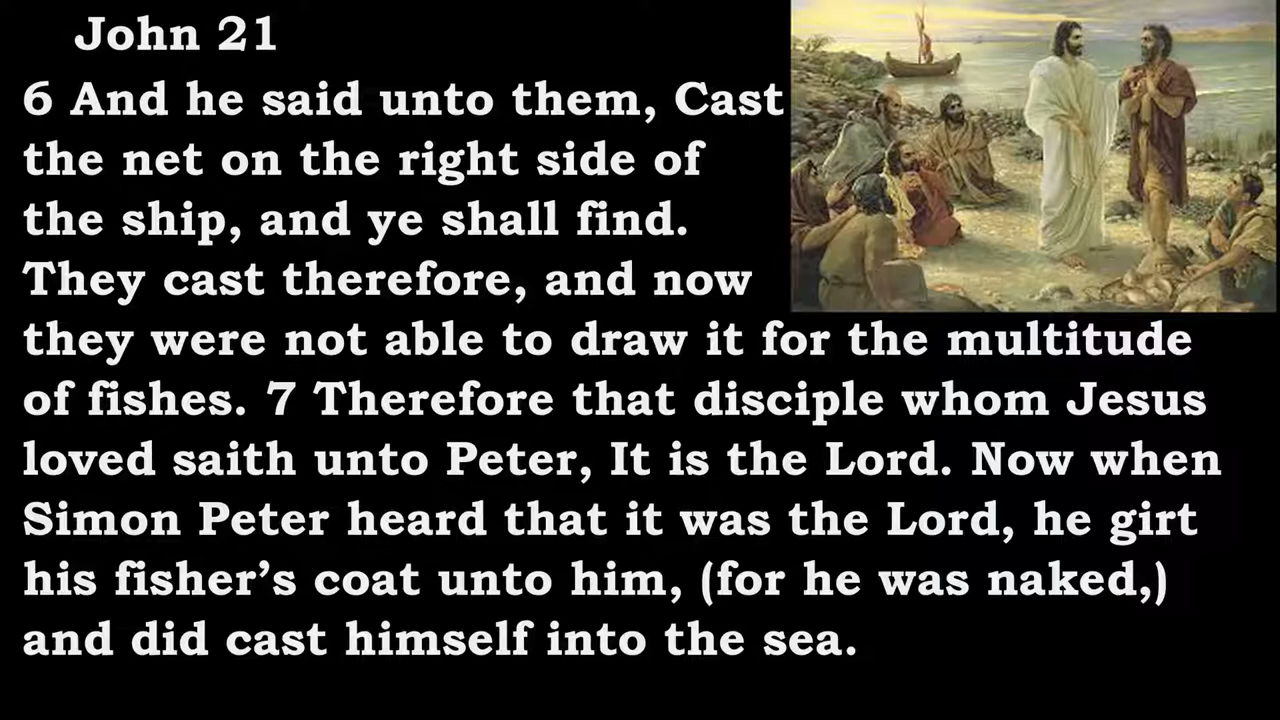 John 21
6 And he said unto them, Cast
the net on the right side of
the ship, and ye shall find.
They cast therefore, and now
they were not able to draw it for the multitude
of fishes. 7 Therefore that disciple whom Jesus
loved saith unto Peter, It is the Lord. Now when
Simon Peter heard that it was the Lord, he girt
his fisher’s coat unto him, (for he was naked,)
and did cast himself into the sea.